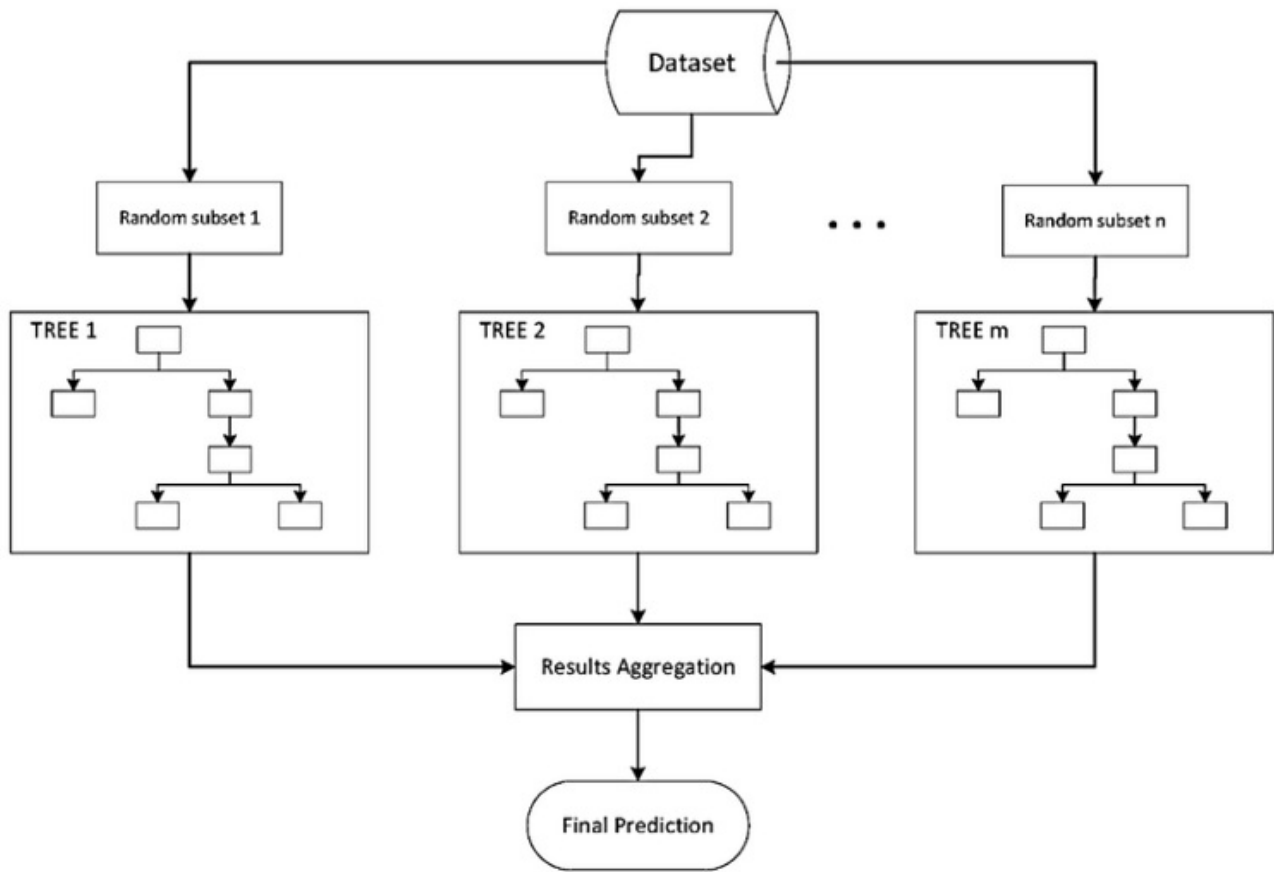 Dataset
Random subset 1
Random subset 2
Random subset n
TREE 1
TREE 2
TREE m
Results Aggregation
Final Prediction